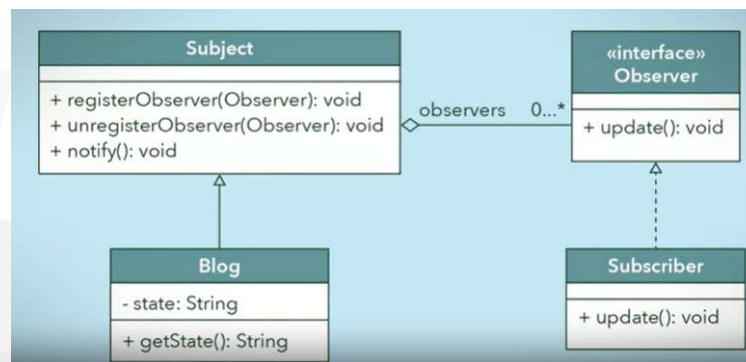 Subject
+ registerObserver(Observer): void
+ unregisterObserver(Observer): void
+ notify(): void
observers 0...*
«interface»
Observer
+ update(): void
Blog
- state: String
+ getState(): String
Subscriber
+ update(): void